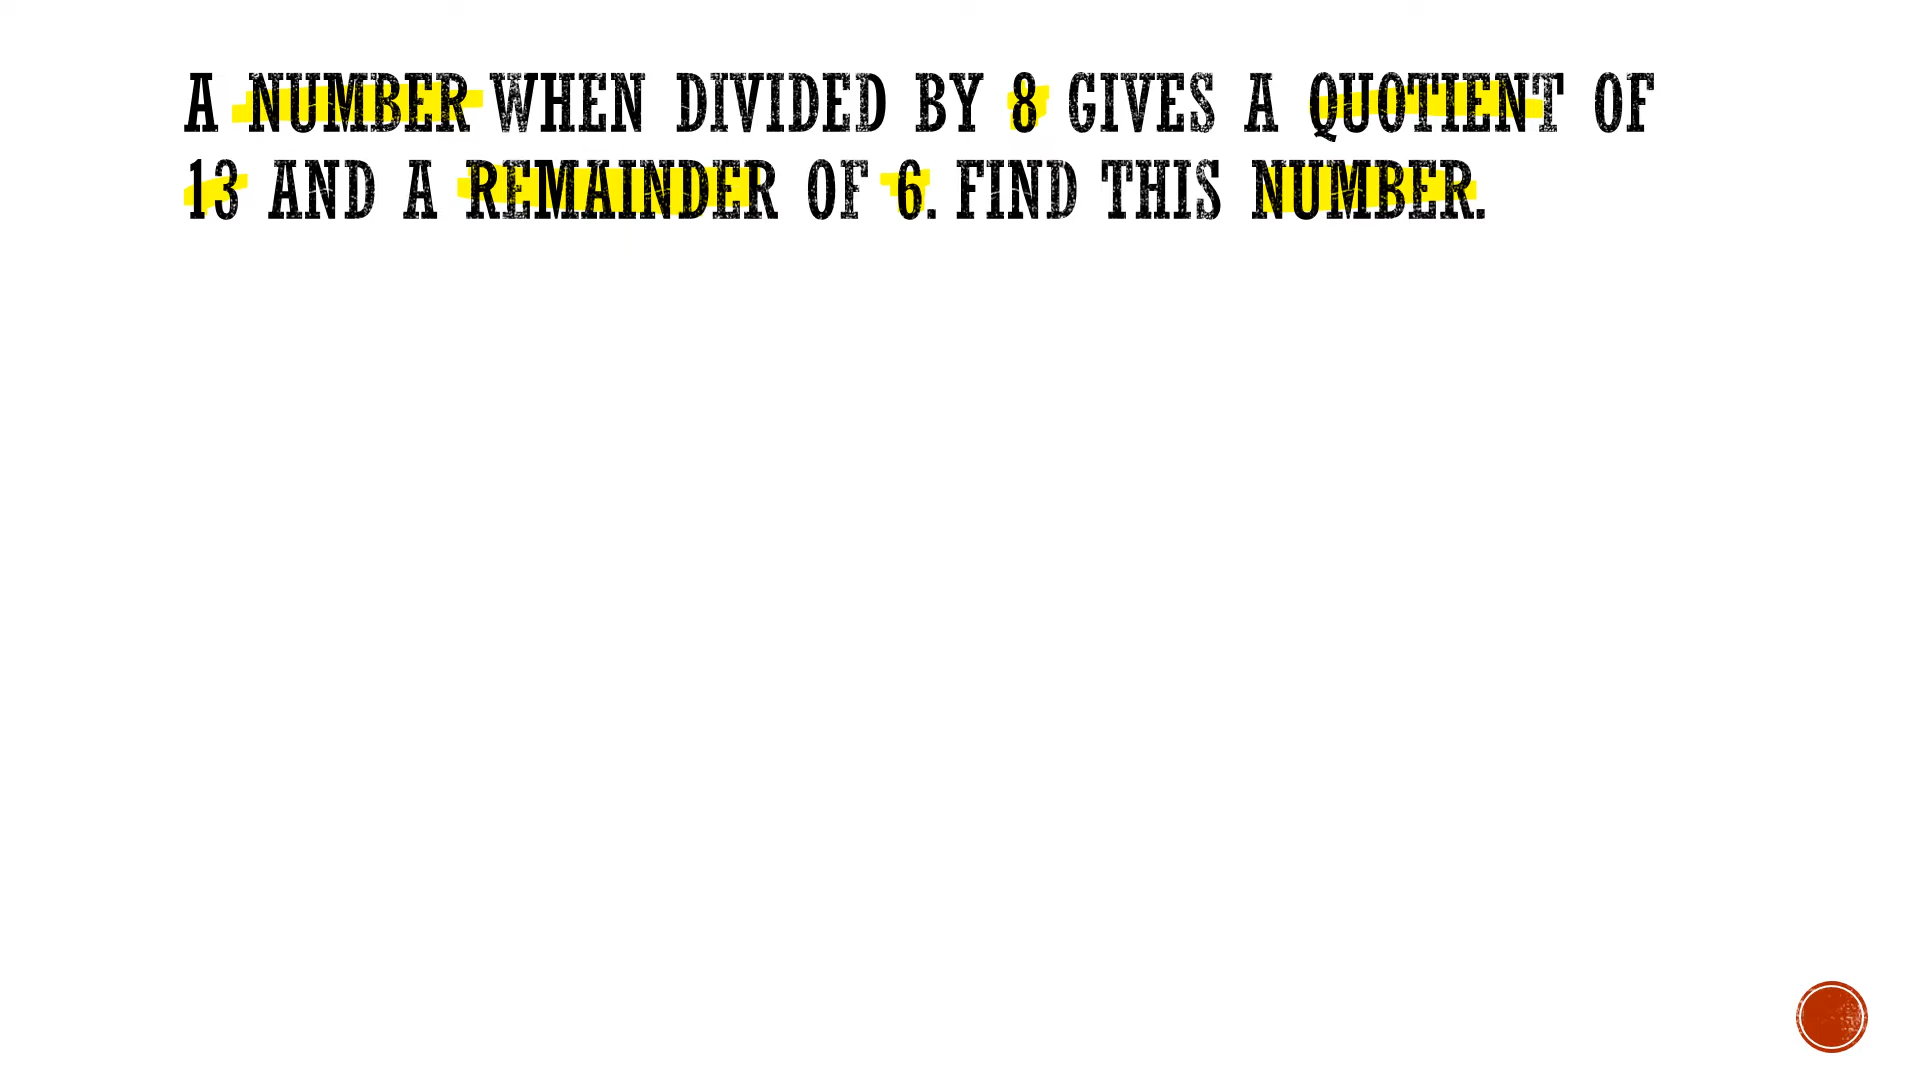 A NUMBER WHEN DIVIDED BY 8 GIVES A QUOTIENT OF
13 AND A REMAINDER OF 6. FIND THIS NUMBER.